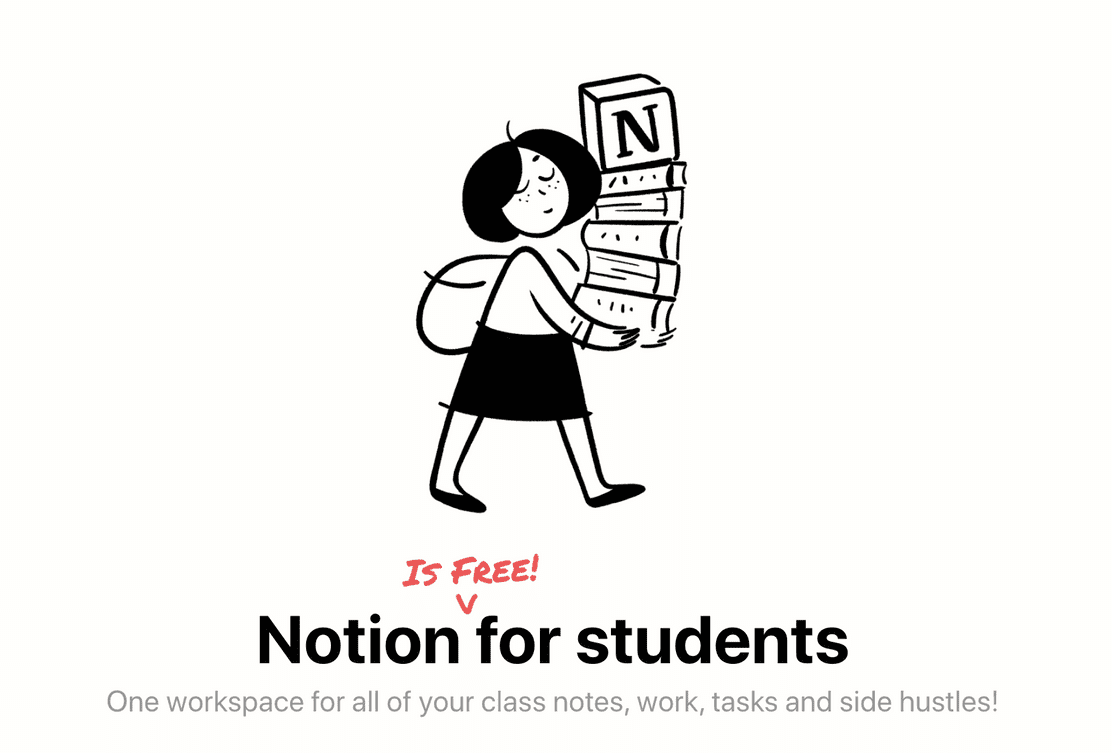 N
Is Free!
Notion for students
One workspace for all of your class notes, work, tasks and side hustles!